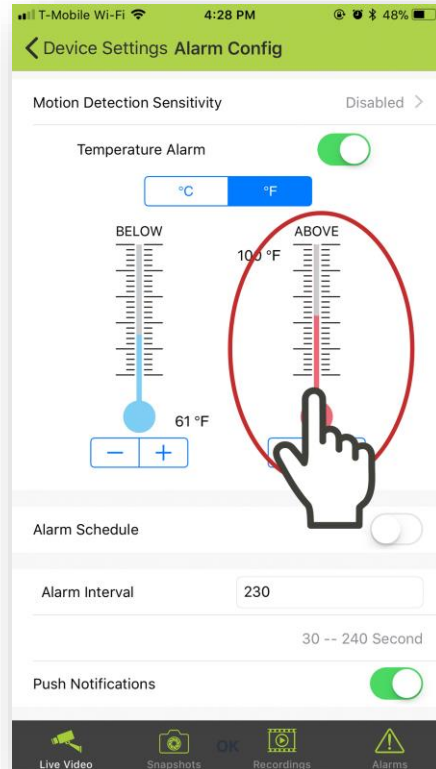 T-Mobile Wi-Fi 4:28 PM 48%
Device Settings Alarm Config
Motion Detection Sensitivity Disabled >
Temperature Alarm
°C °F
BELOW ABOVE
100 °F
61 °F
− +
Alarm Schedule
Alarm Interval 230
30 -- 240 Second
Push Notifications
OK
Live Video Snapshots Recordings Alarms